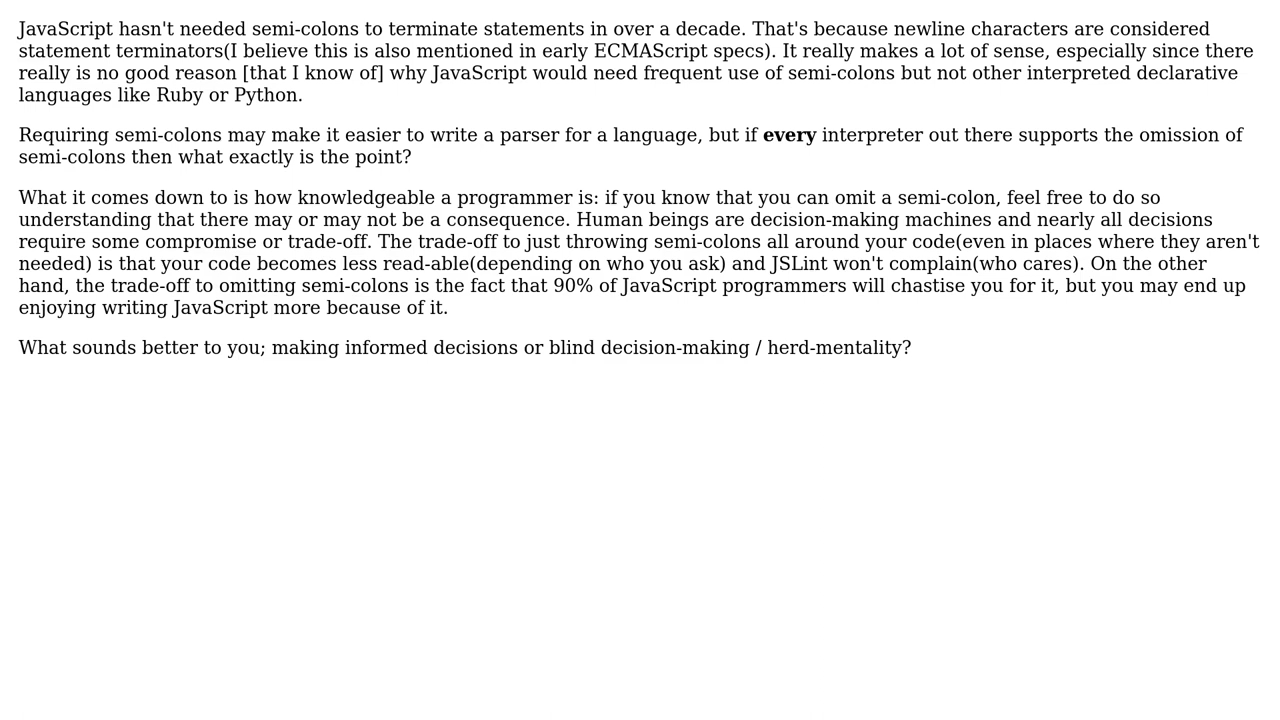 JavaScript hasn't needed semi-colons to terminate statements in over a decade. That's because newline characters are considered
statement terminators(I believe this is also mentioned in early ECMAScript specs). It really makes a lot of sense, especially since there
really is no good reason [that I know of] why JavaScript would need frequent use of semi-colons but not other interpreted declarative
languages like Ruby or Python.
Requiring semi-colons may make it easier to write a parser for a language, but if every interpreter out there supports the omission of
semi-colons then what exactly is the point?
What it comes down to is how knowledgeable a programmer is: if you know that you can omit a semi-colon, feel free to do so
understanding that there may or may not be a consequence. Human beings are decision-making machines and nearly all decisions
require some compromise or trade-off. The trade-off to just throwing semi-colons all around your code(even in places where they aren't
needed) is that your code becomes less read-able(depending on who you ask) and JSLint won't complain(who cares). On the other
hand, the trade-off to omitting semi-colons is the fact that 90% of JavaScript programmers will chastise you for it, but you may end up
enjoying writing JavaScript more because of it.
What sounds better to you; making informed decisions or blind decision-making / herd-mentality?